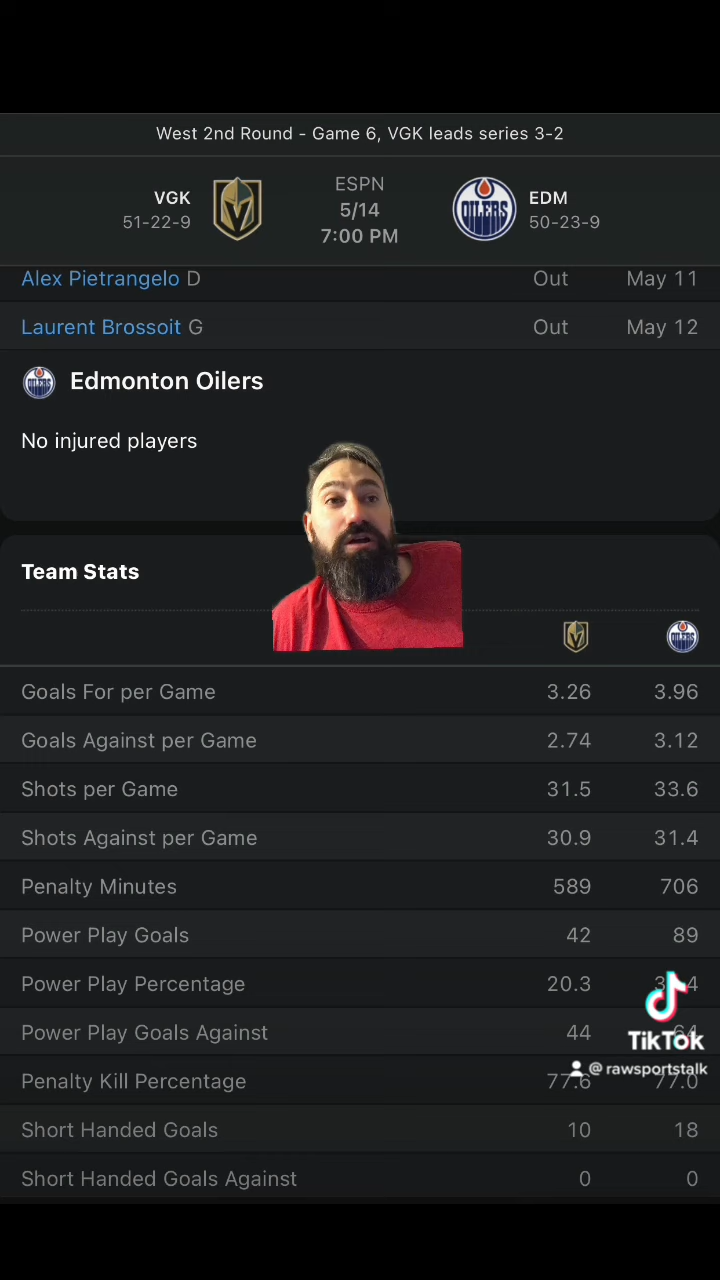 West 2nd Round - Game 6, VGK leads series 3-2
VGK
51-22-9
ESPN
5/14
7:00 PM
OILERS
EDM
50-23-9
Alex Pietrangelo D Out May 11
Laurent Brossoit G Out May 12
Edmonton Oilers
No injured players
Team Stats
Goals For per Game 3.26 3.96
Goals Against per Game 2.74 3.12
Shots per Game 31.5 33.6
Shots Against per Game 30.9 31.4
Penalty Minutes 589 706
Power Play Goals 42 89
Power Play Percentage 20.3
Power Play Goals Against 44 64
TikTok
Penalty Kill Percentage 77.6 77.0
@rawsportstalk
Short Handed Goals 10 18
Short Handed Goals Against 0 0